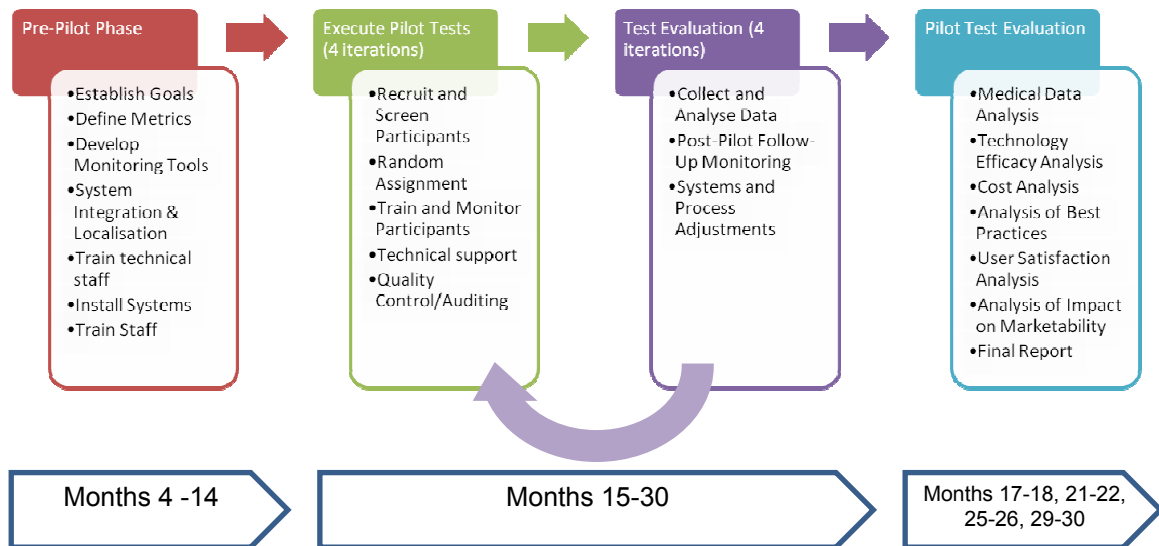 Pre-Pilot Phase
•Establish Goals
•Define Metrics
•Develop
Monitoring Tools
•System
Integration &
Localisation
•Train technical
staff
•Install Systems
•Train Staff
Execute Pilot Tests
(4 iterations)
•Recruit and
Screen
Participants
•Random
Assignment
•Train and Monitor
Participants
•Technical support
•Quality
Control/Auditing
Test Evaluation (4
iterations)
•Collect and
Analyse Data
•Post-Pilot Follow-
Up Monitoring
•Systems and
Process
Adjustments
Pilot Test Evaluation
•Medical Data
Analysis
•Technology
Efficacy Analysis
•Cost Analysis
•Analysis of Best
Practices
•User Satisfaction
Analysis
•Analysis of Impact
on Marketability
•Final Report
Months 4 -14
Months 15-30
Months 17-18, 21-22,
25-26, 29-30